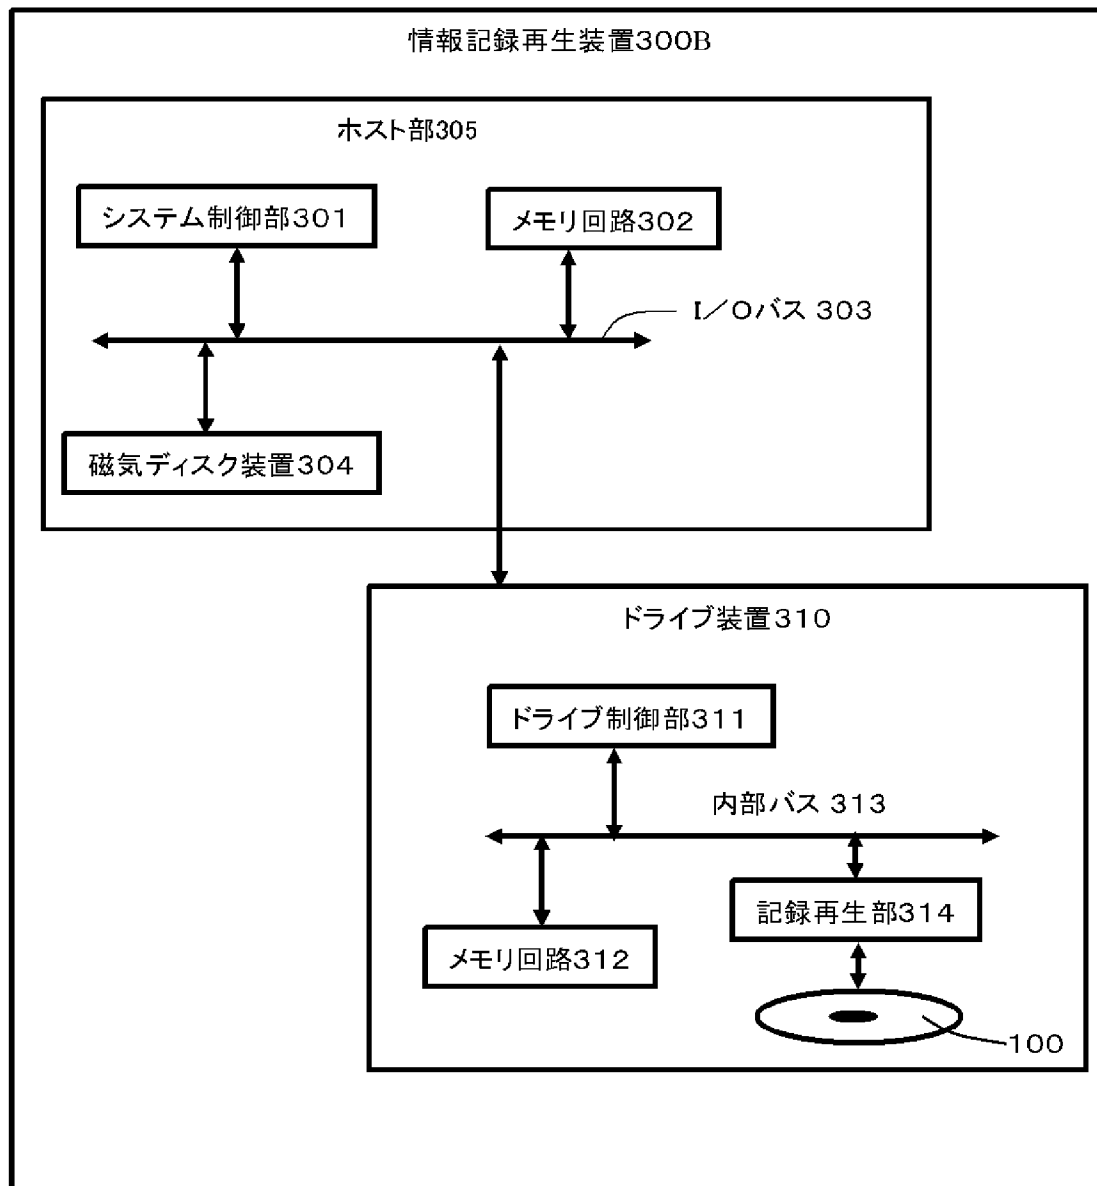 情報記録再生装置300B
ホスト部305
システム制御部301
メモリ回路302
I/Oバス 303
磁気ディスク装置304
ドライブ装置310
ドライブ制御部311
内部バス 313
記録再生部314
メモリ回路312
100